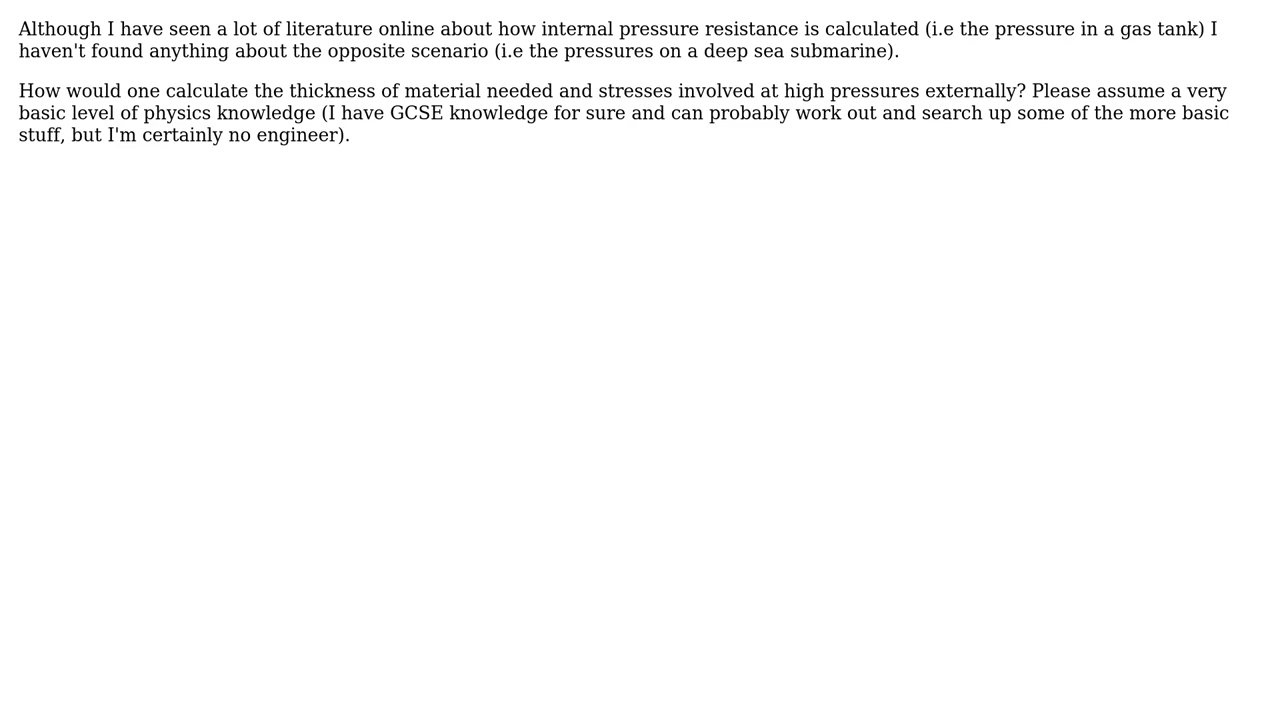 Although I have seen a lot of literature online about how internal pressure resistance is calculated (i.e the pressure in a gas tank) I
haven't found anything about the opposite scenario (i.e the pressures on a deep sea submarine).
How would one calculate the thickness of material needed and stresses involved at high pressures externally? Please assume a very
basic level of physics knowledge (I have GCSE knowledge for sure and can probably work out and search up some of the more basic
stuff, but I'm certainly no engineer).